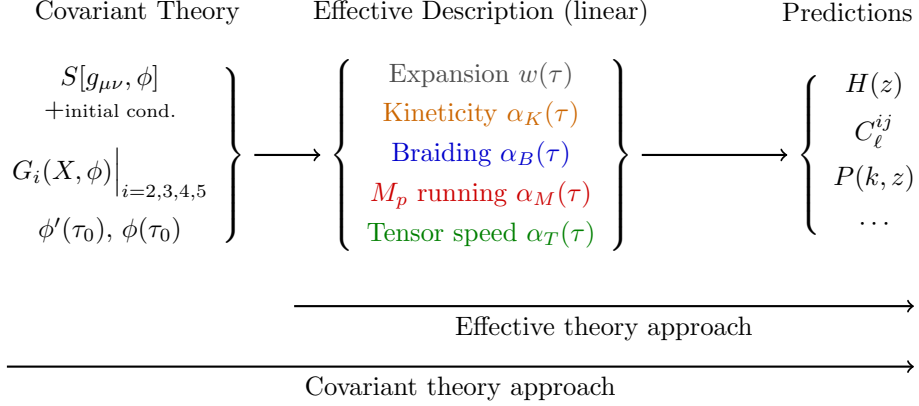 Covariant Theory
Effective Description (linear)
Predictions
S[g_{μν}, ϕ]
+initial cond.
G_i(X, ϕ)|_{i=2,3,4,5}
ϕ′(τ_0), ϕ(τ_0)
Expansion w(τ)
Kineticity α_K(τ)
Braiding α_B(τ)
M_p running α_M(τ)
Tensor speed α_T(τ)
H(z)
C_ℓ^{ij}
P(k, z)
...
Effective theory approach
Covariant theory approach